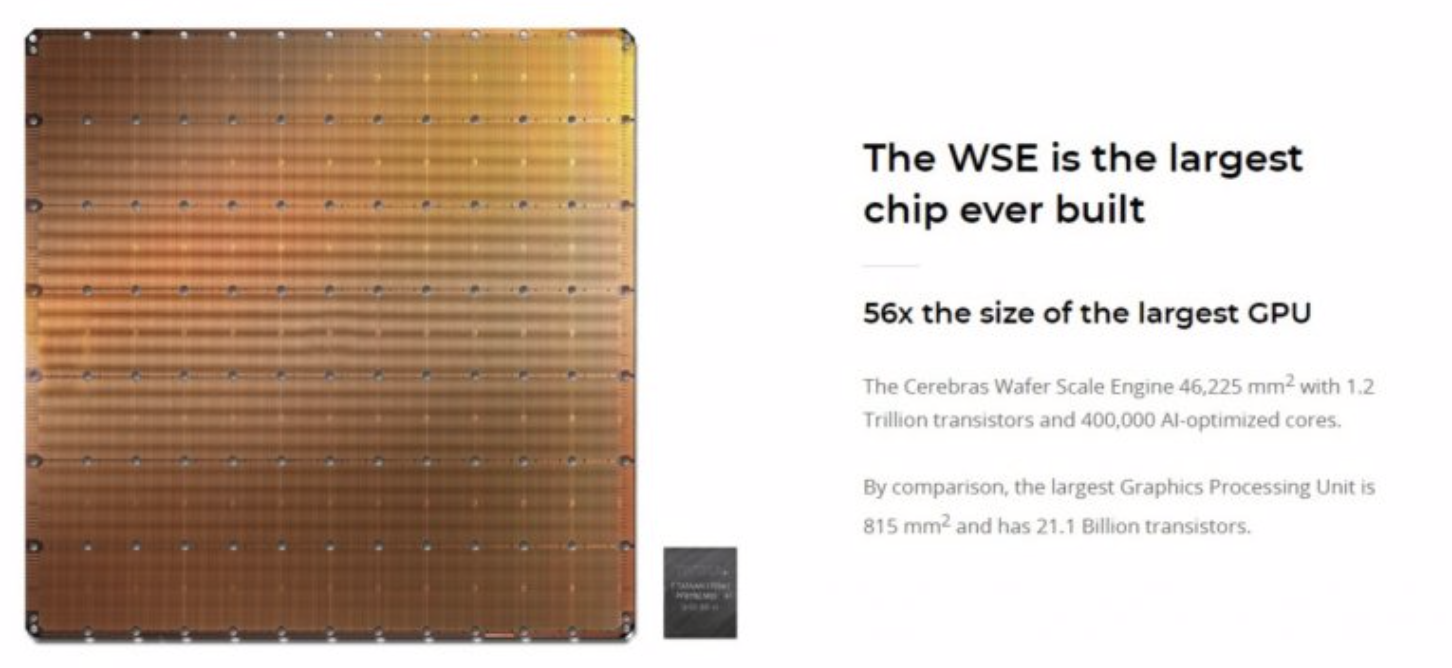 The WSE is the largest
chip ever built
56x the size of the largest GPU
The Cerebras Wafer Scale Engine 46,225 mm² with 1.2
Trillion transistors and 400,000 AI-optimized cores.
By comparison, the largest Graphics Processing Unit is
815 mm² and has 21.1 Billion transistors.